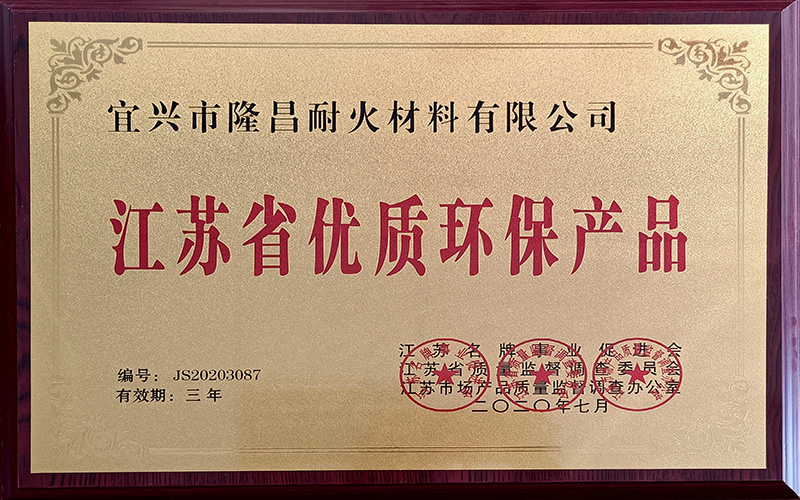 宜兴市隆昌耐火材料有限公司
江苏省优质环保产品
编号： JS20203087
有效期：三年
江苏名牌事业促进会
江苏省质量监督调查委员会
江苏市场产品质量监督调查办公室
二〇二〇年七月